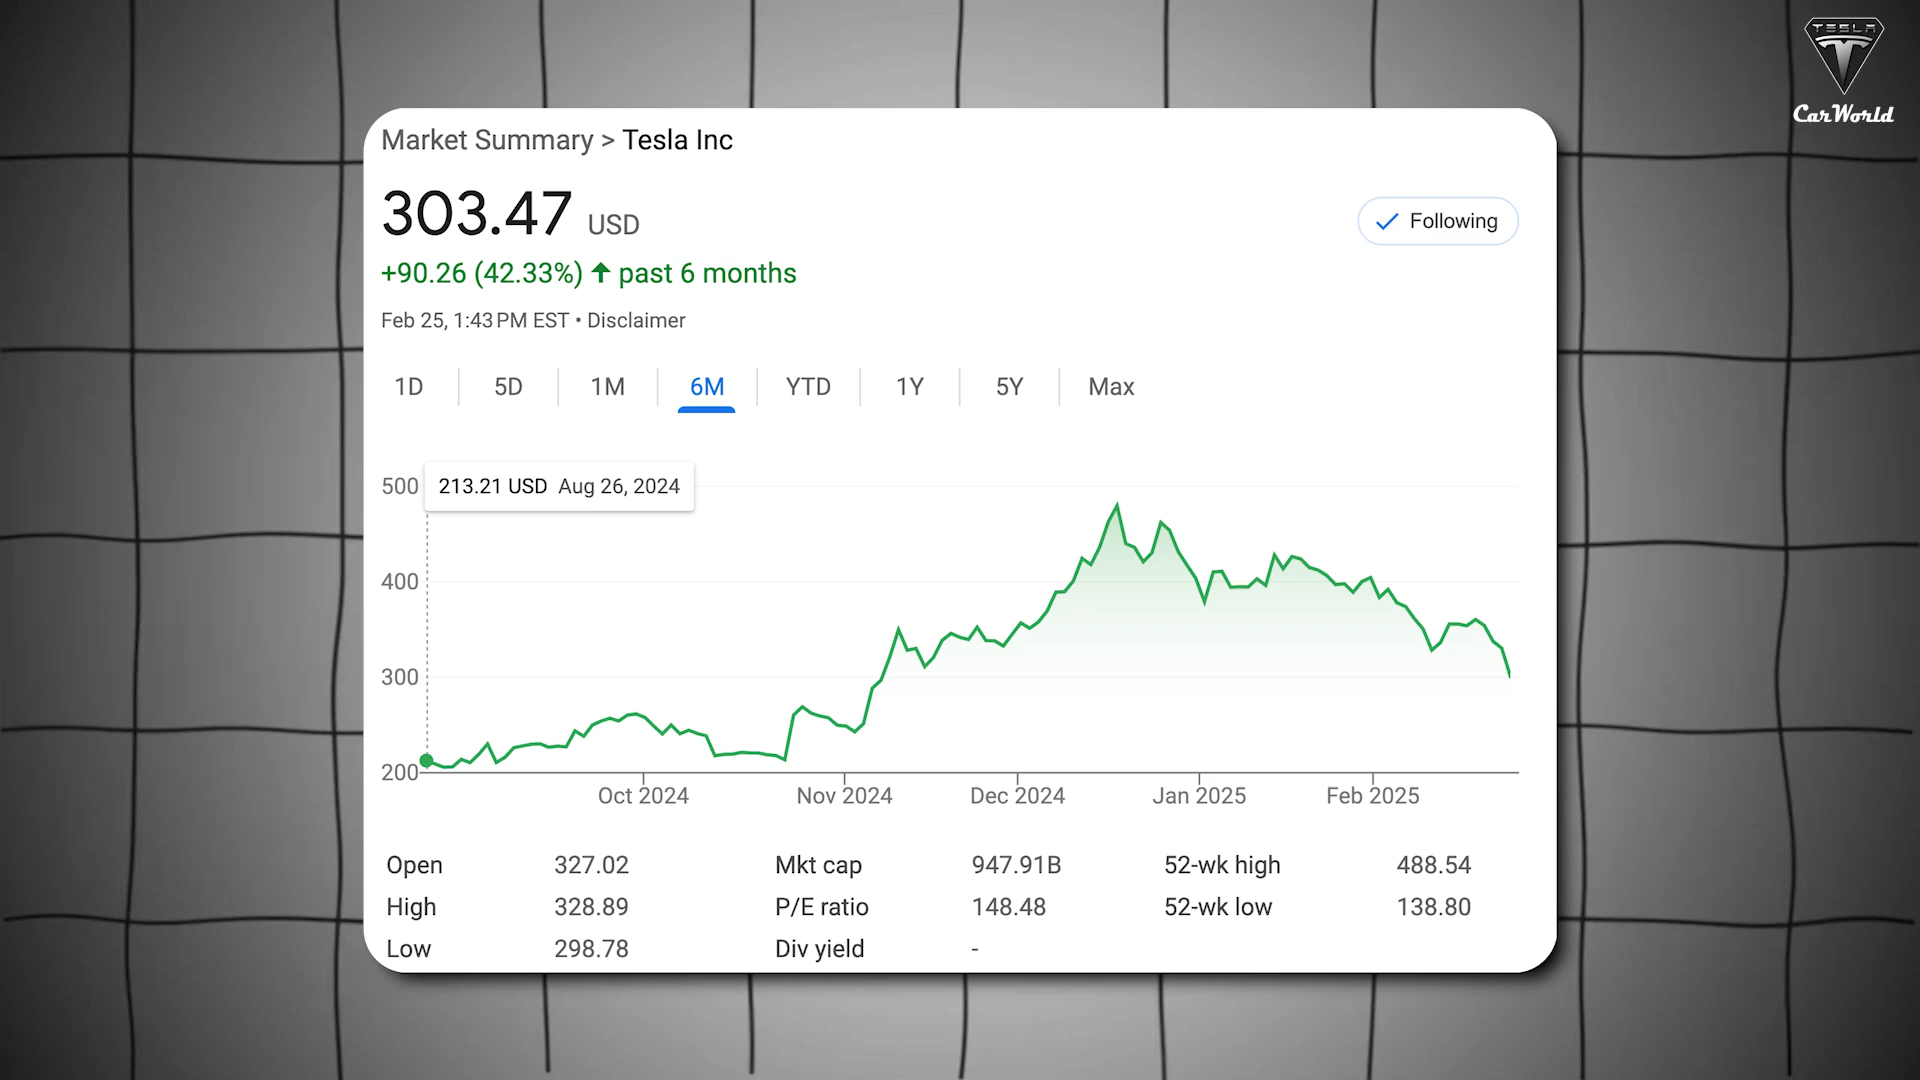 TESLA
CarWorld
Market Summary > Tesla Inc
303.47 USD
Following
+90.26 (42.33%) ↑ past 6 months
Feb 25, 1:43 PM EST • Disclaimer
1D 5D 1M 6M YTD 1Y 5Y Max
500
213.21 USD Aug 26, 2024
400
300
200
Oct 2024 Nov 2024 Dec 2024 Jan 2025 Feb 2025
Open 327.02 Mkt cap 947.91B 52-wk high 488.54
High 328.89 P/E ratio 148.48 52-wk low 138.80
Low 298.78 Div yield -